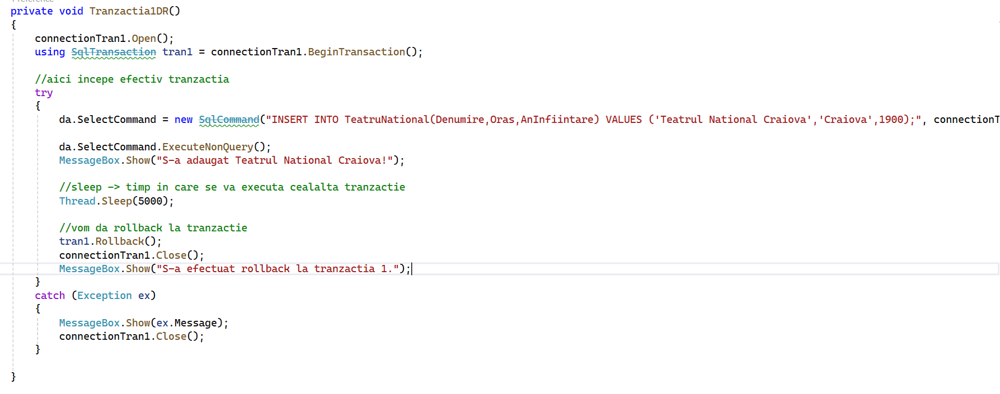 private void Tranzactia1DR()
{
connectionTran1.Open();
using SqlTransaction tran1 = connectionTran1.BeginTransaction();
//aici incepe efectiv tranzactia
try
{
da.SelectCommand = new SqlCommand("INSERT INTO TeatruNational(Denumire,Oras,AnInfiintare) VALUES ('Teatrul National Craiova','Craiova',1900);", connectionT
da.SelectCommand.ExecuteNonQuery();
MessageBox.Show("S-a adaugat Teatrul National Craiova!");
//sleep -> timp in care se va executa cealalta tranzactie
Thread.Sleep(5000);
//vom da rollback la tranzactie
tran1.Rollback();
connectionTran1.Close();
MessageBox.Show("S-a efectuat rollback la tranzactia 1.");
}
catch (Exception ex)
{
MessageBox.Show(ex.Message);
connectionTran1.Close();
}
}